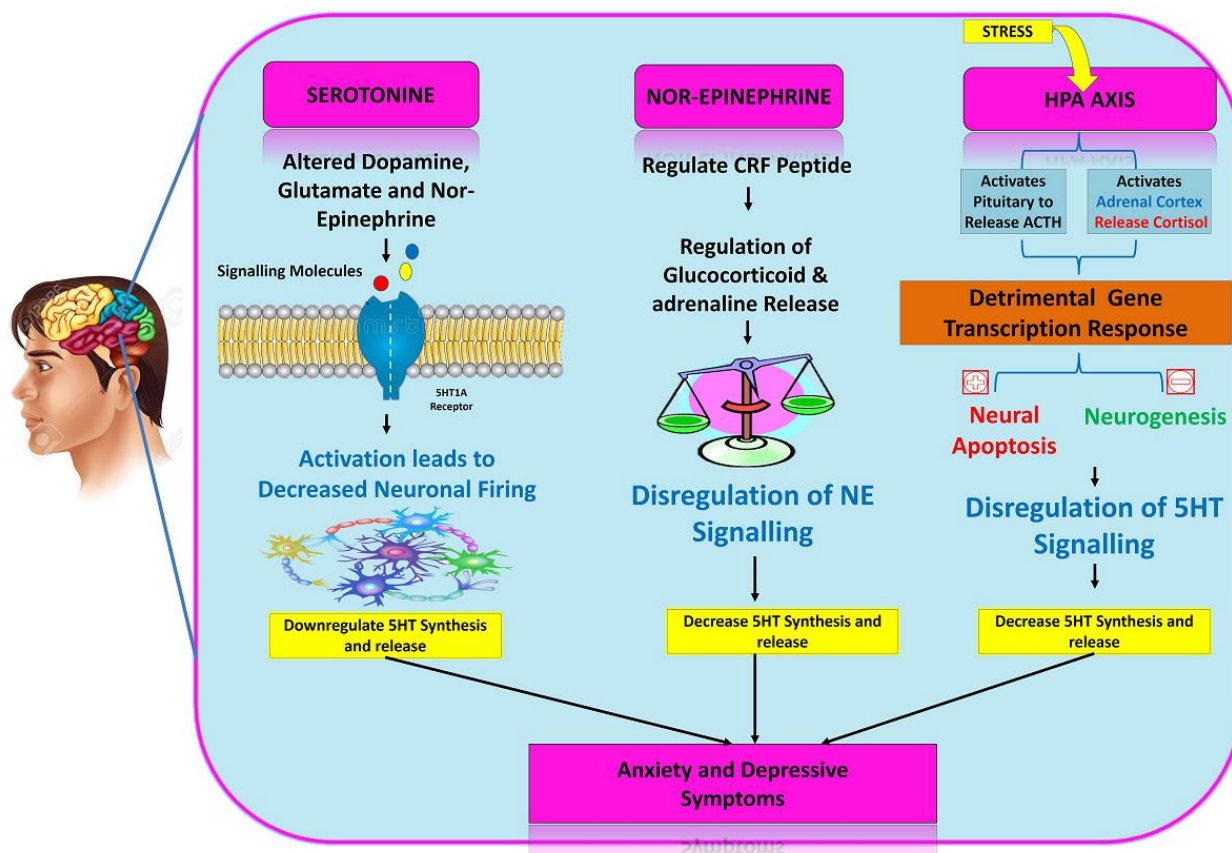 STRESS
SEROTONINE
NOR-EPINEPHRINE
HPA AXIS
Altered Dopamine,
Glutamate and Nor-
Epinephrine
Signalling Molecules
5HT1A
Receptor
Activation leads to
Decreased Neuronal Firing
Downregulate 5HT Synthesis
and release
Regulate CRF Peptide
Regulation of
Glucocorticoid &
adrenaline Release
Disregulation of NE
Signalling
Decrease 5HT Synthesis and
release
Activates
Pituitary to
Release ACTH
Activates
Adrenal Cortex
Release Cortisol
Detrimental Gene
Transcription Response
Neural
Apoptosis
Neurogenesis
Disregulation of 5HT
Signalling
Decrease 5HT Synthesis and
release
Anxiety and Depressive
Symptoms